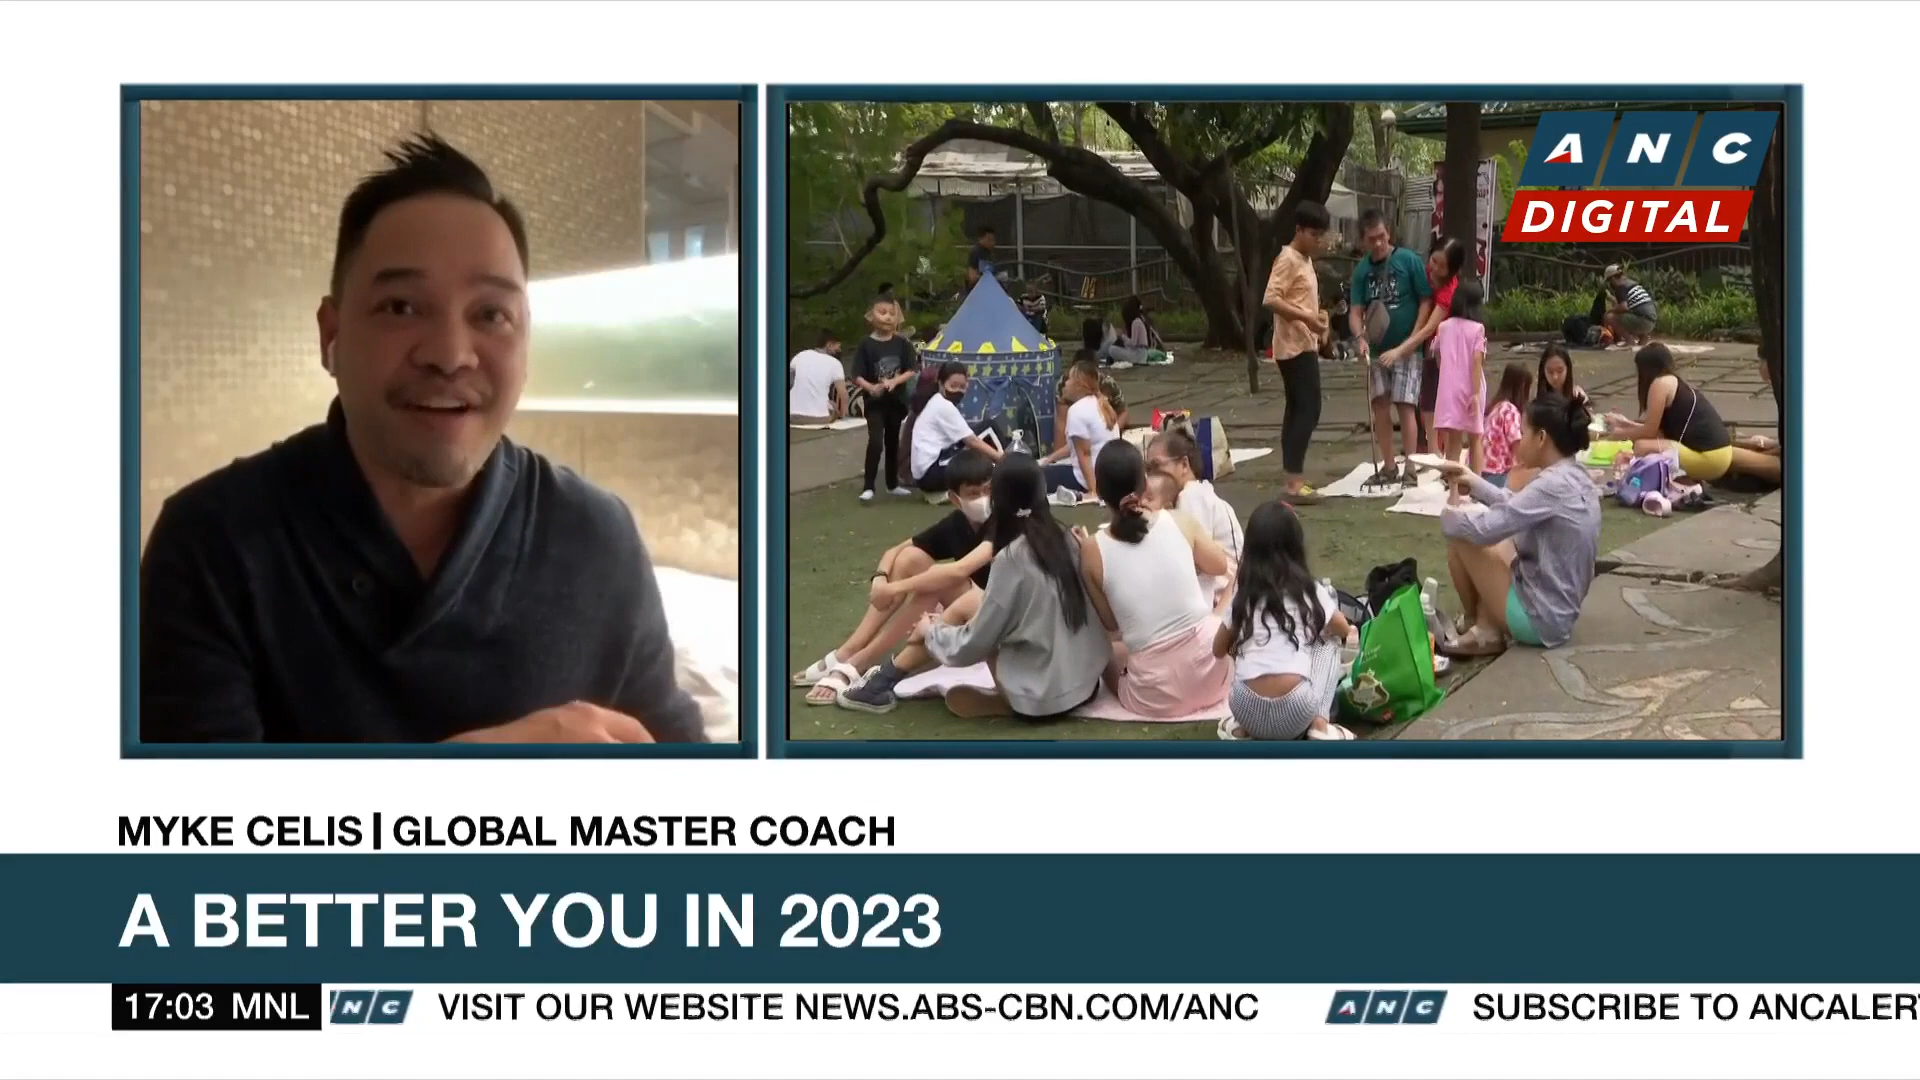 ANC
DIGITAL
MYKE CELIS | GLOBAL MASTER COACH
A BETTER YOU IN 2023
17:03 MNL NC VISIT OUR WEBSITE NEWS.ABS-CBN.COM/ANC ANC SUBSCRIBE TO ANCALER